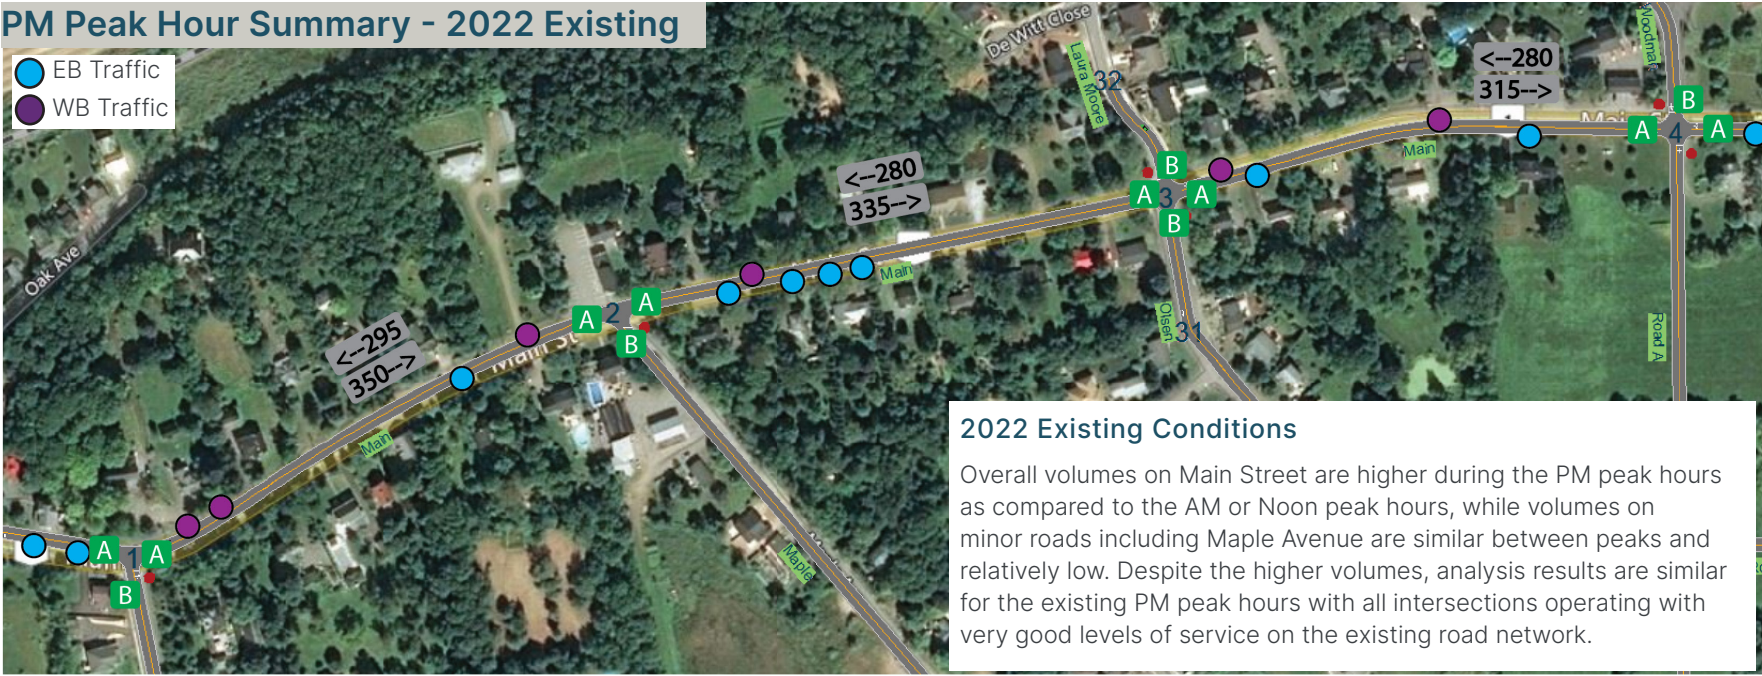 PM Peak Hour Summary - 2022 Existing
EB Traffic
WB Traffic
De Witt Close
Laura Moore
32
Woodma
<--280
315-->
B
A
4
A
Main
Main
<--280
335-->
B
A
3
A
B
Oak Ave
Main
Olsen
31
Road A
A
2
A
B
<--295
350-->
Main St
Main
A
1
A
B
Maple
2022 Existing Conditions
Overall volumes on Main Street are higher during the PM peak hours
as compared to the AM or Noon peak hours, while volumes on
minor roads including Maple Avenue are similar between peaks and
relatively low. Despite the higher volumes, analysis results are similar
for the existing PM peak hours with all intersections operating with
very good levels of service on the existing road network.